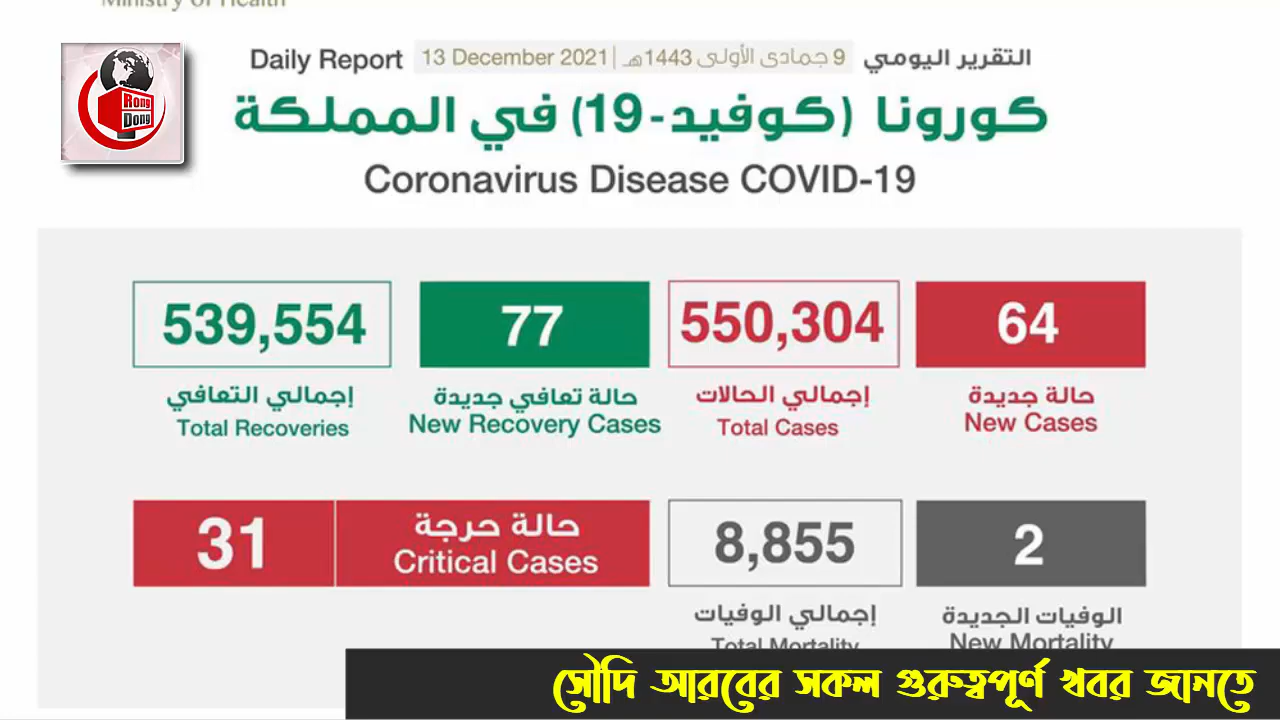 Ministry of Health
Rong
Dong
Daily Report 13 December 2021 | 9 جمادى الأولى 1443هـ التقرير اليومي
كورونا (كوفيد-19) في المملكة
Coronavirus Disease COVID-19
539,554
إجمالي التعافي
Total Recoveries
77
حالة تعافي جديدة
New Recovery Cases
550,304
إجمالي الحالات
Total Cases
64
حالة جديدة
New Cases
31
حالة حرجة
Critical Cases
8,855
إجمالي الوفيات
Total Mortality
2
الوفيات الجديدة
New Mortality
সৌদি আরবের সকল গুরুত্বপূর্ণ খবর জানতে